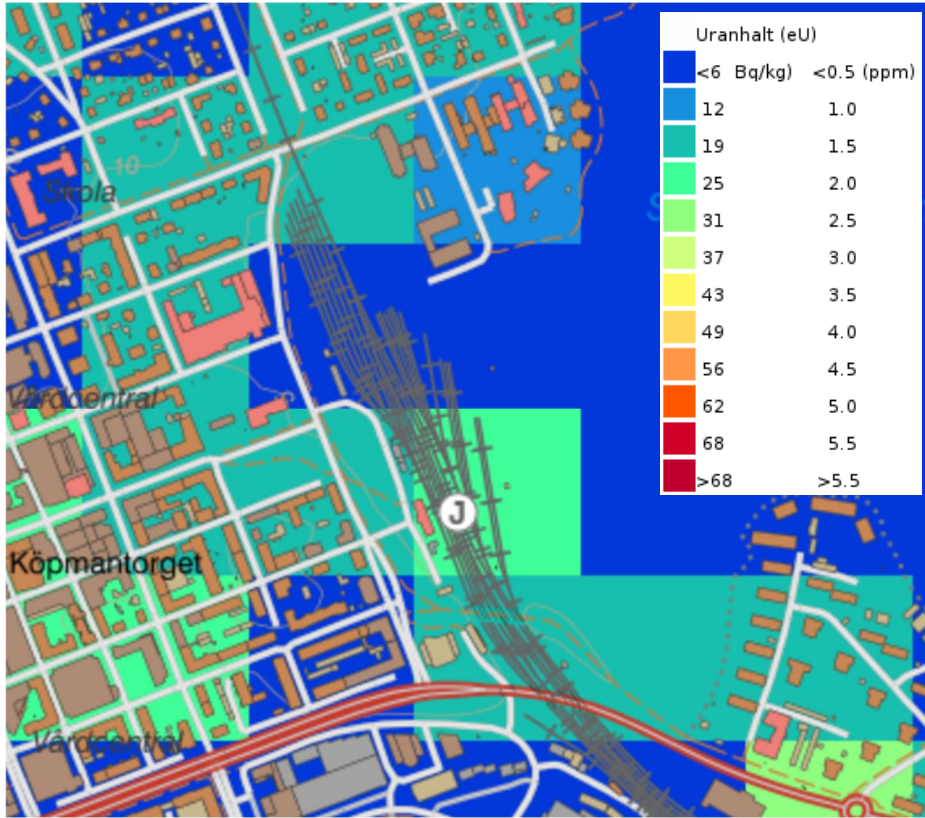 Uranhalt (eU)
<6 Bq/kg) <0.5 (ppm)
12 1.0
19 1.5
25 2.0
31 2.5
37 3.0
43 3.5
49 4.0
56 4.5
62 5.0
68 5.5
>68 >5.5
10
Skola
S
Vårdcentral
J
Köpmantorget
Vårdcentral